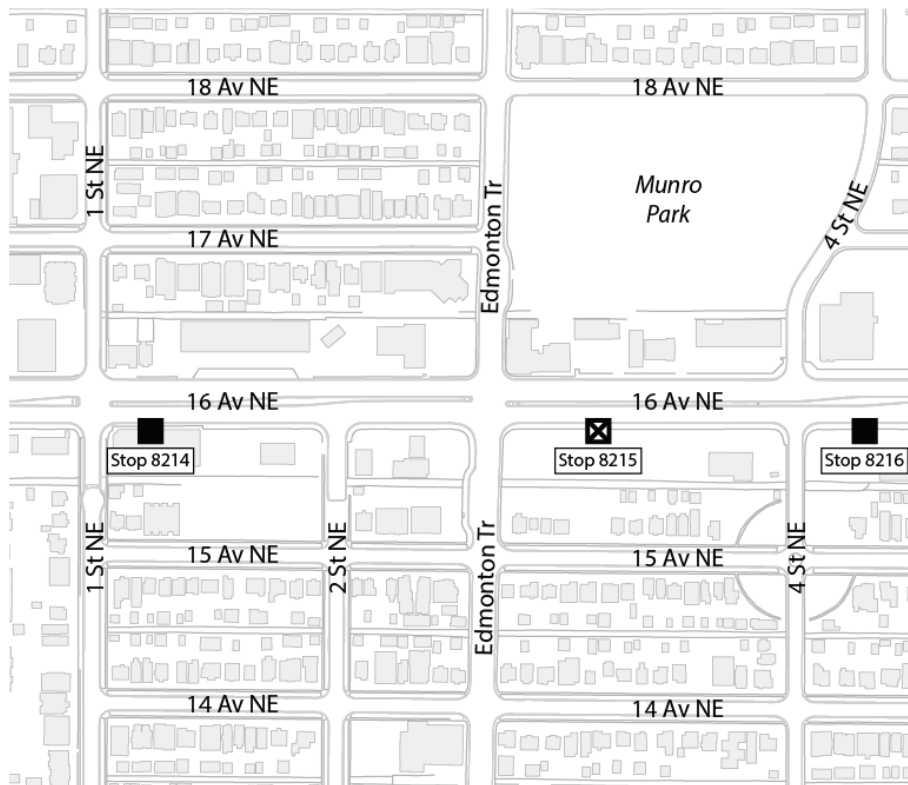 18 Av NE
18 Av NE
1 St NE
Munro
Park
4 St NE
17 Av NE
Edmonton Tr
16 Av NE
16 Av NE
Stop 8214
Stop 8215
Stop 8216
1 St NE
15 Av NE
2 St NE
Edmonton Tr
15 Av NE
4 St NE
14 Av NE
14 Av NE